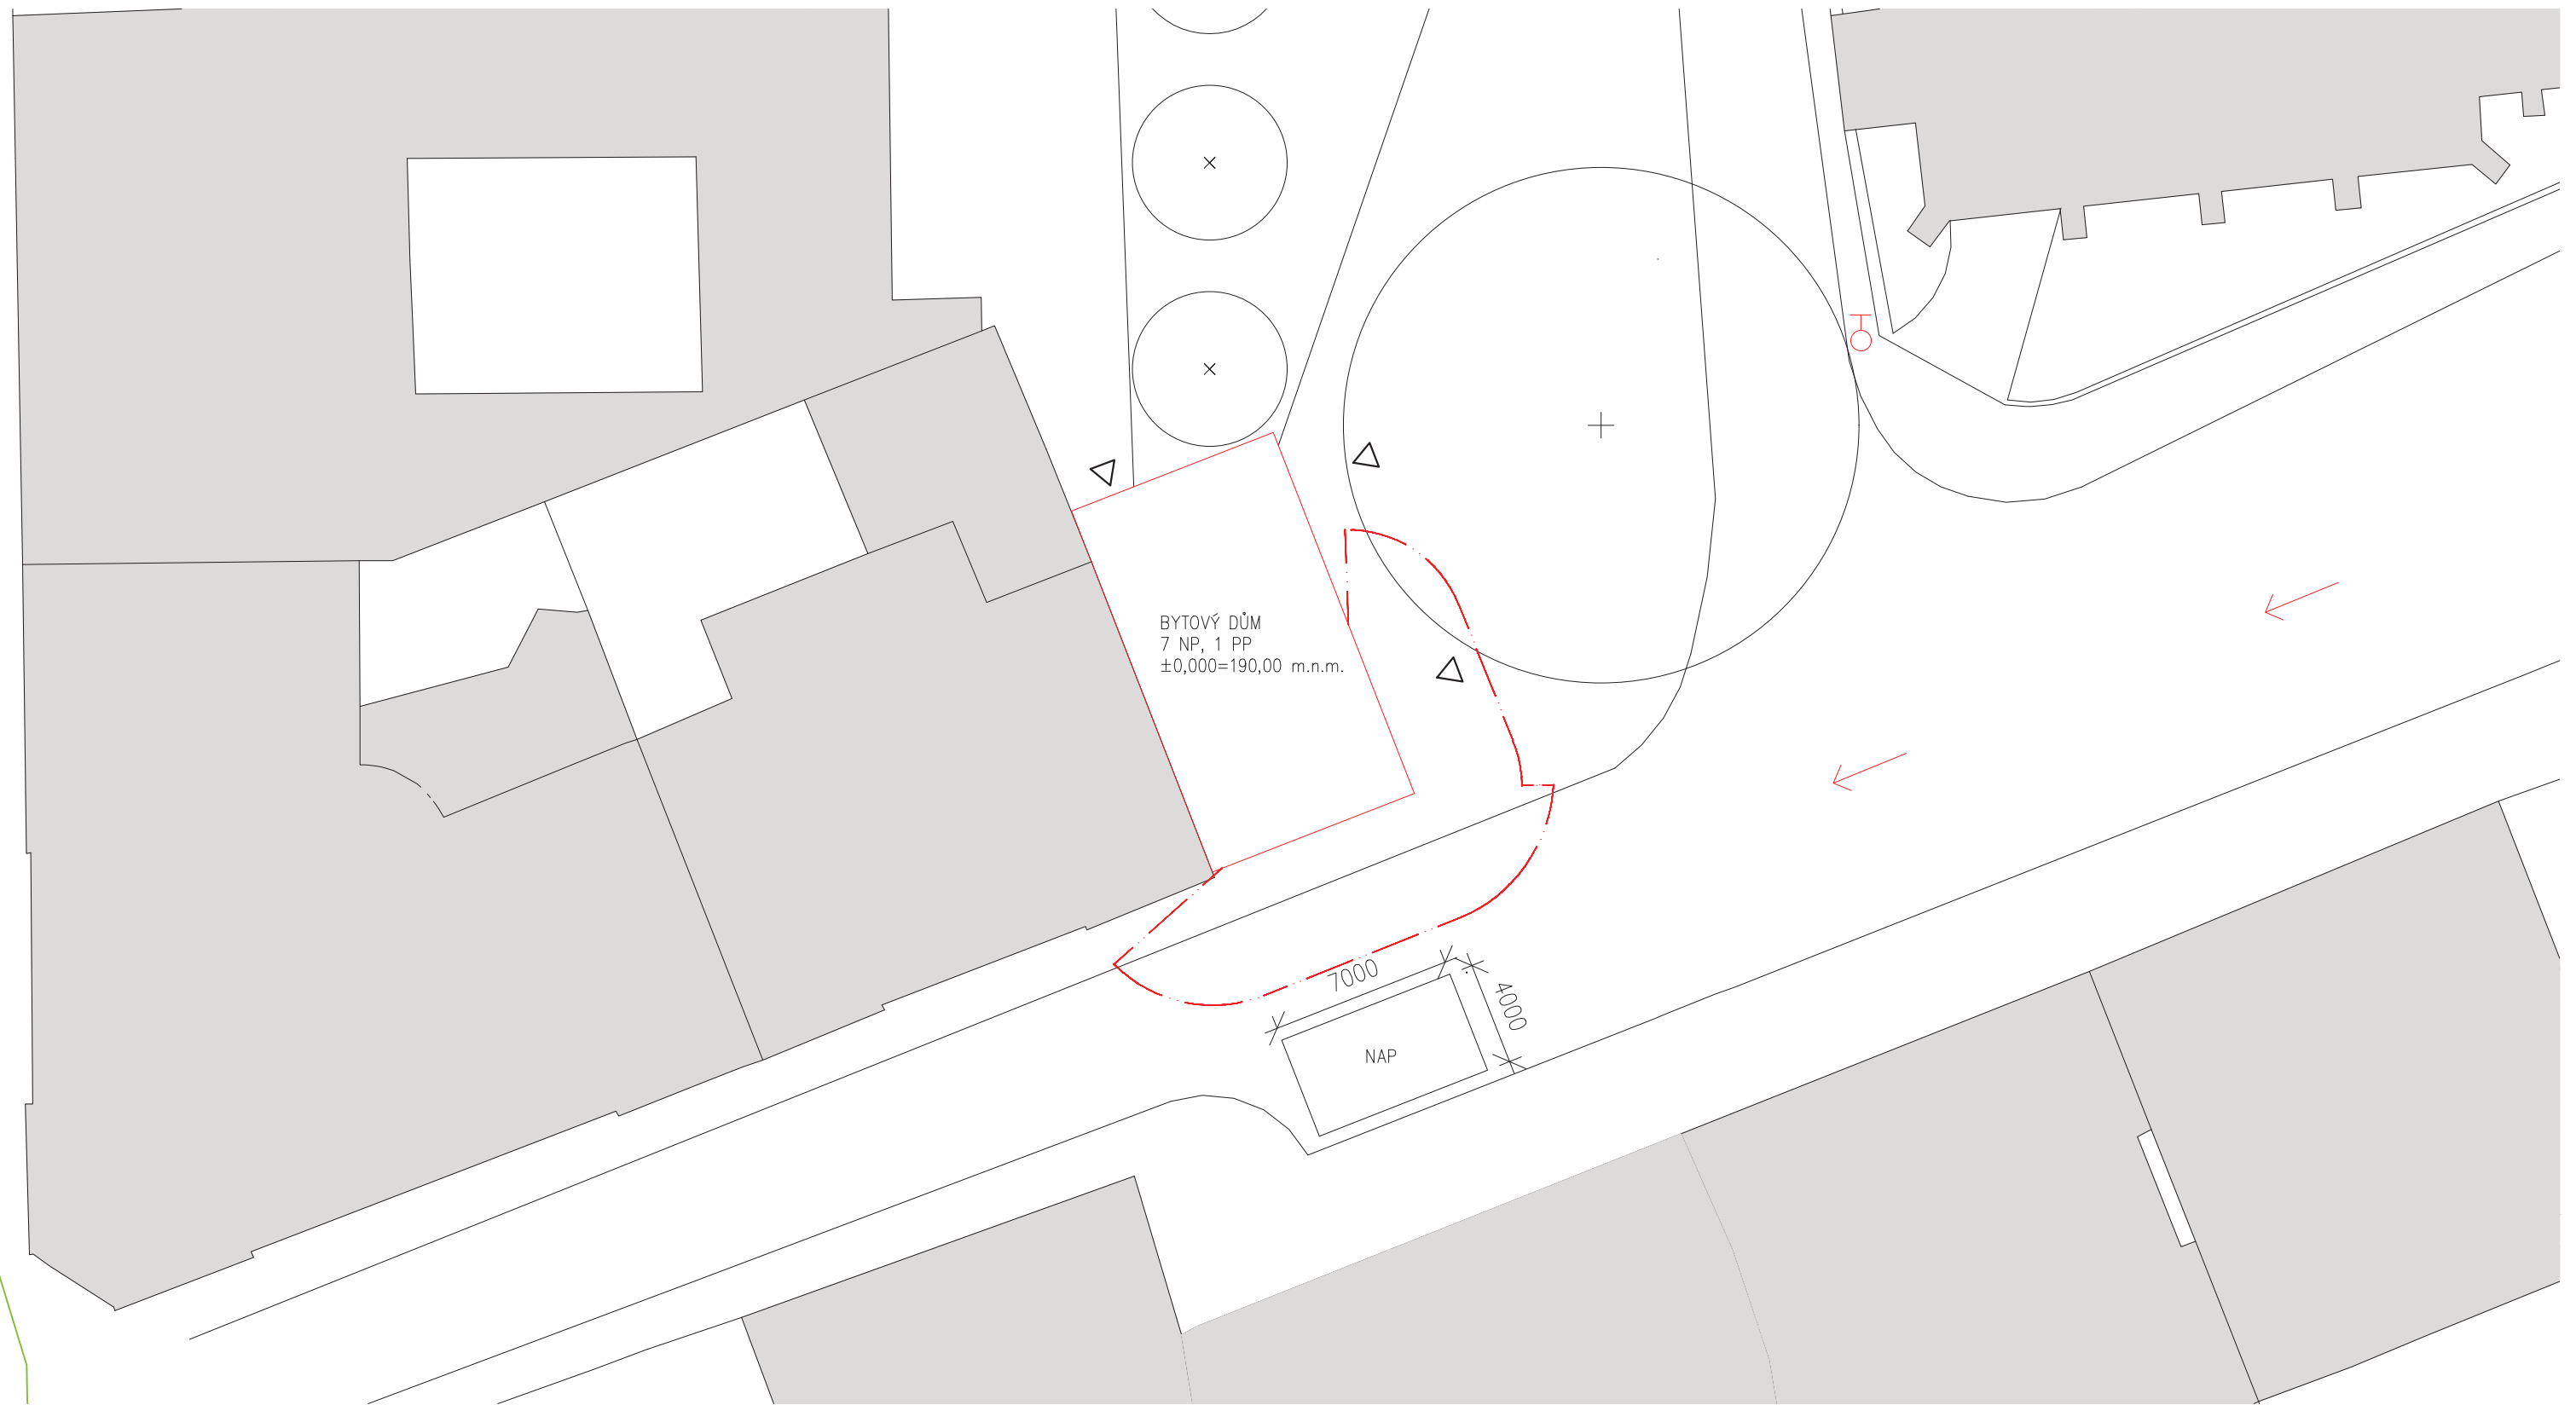 BYTOVÝ DŮM
7 NP, 1 PP
±0,000=190,00 m.n.m.
7000
4000
NAP